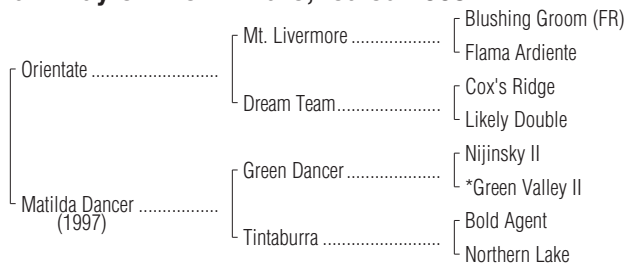 Mt. Livermore ....................
Blushing Groom (FR)
Flama Ardiente
Orientate ............................
Dream Team.......................
Cox's Ridge
Likely Double
Green Dancer .....................
Nijinsky II
*Green Valley II
Matilda Dancer .................
(1997)
Tintaburra ..........................
Bold Agent
Northern Lake